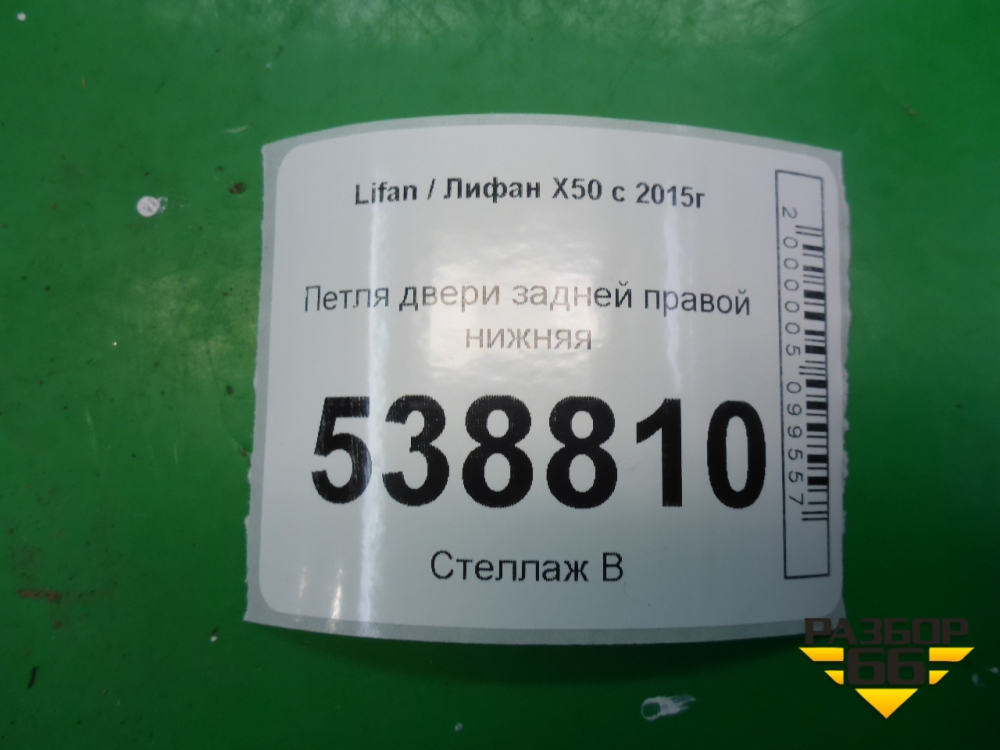 Lifan / Лифан X50 с 2015г
Петля двери задней правой
нижняя
538810
Стеллаж В
2000005099557
РАЗБОР
66